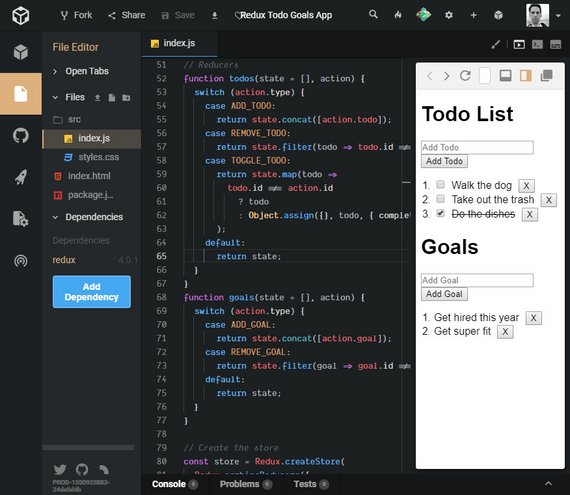 Fork
Share
Save
Redux Todo Goals App
File Editor
index.js
Open Tabs
Files
src
index.js
styles.css
index.html
package.j...
Dependencies
Dependencies
redux 4.0.1
Add
Dependency
PROD-1550923883-
24de5d4b
51 // Reducers
52 function todos(state = [], action) {
53 switch (action.type) {
54 case ADD_TODO:
55 return state.concat([action.todo]);
56 case REMOVE_TODO:
57 return state.filter(todo => todo.id !==
58 case TOGGLE_TODO:
59 return state.map(todo =>
60 todo.id !== action.id
61 ? todo
62 : Object.assign({}, todo, { complet
63 );
64 default:
65 return state;
66 }
67 }
68 function goals(state = [], action) {
69 switch (action.type) {
70 case ADD_GOAL:
71 return state.concat([action.goal]);
72 case REMOVE_GOAL:
73 return state.filter(goal => goal.id !==
74 default:
75 return state;
76 }
77 }
78
79 // Create the store
80 const store = Redux.createStore(
Console 0
Problems 0
Tests 0
Todo List
Add Todo
Add Todo
1. Walk the dog X
2. Take out the trash X
3. Do the dishes X
Goals
Add Goal
Add Goal
1. Get hired this year X
2. Get super fit X